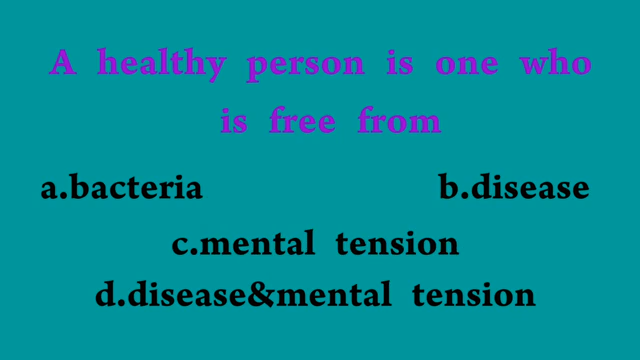 A healthy person is one who
is free from
a.bacteria b.disease
c.mental tension
d.disease&mental tension